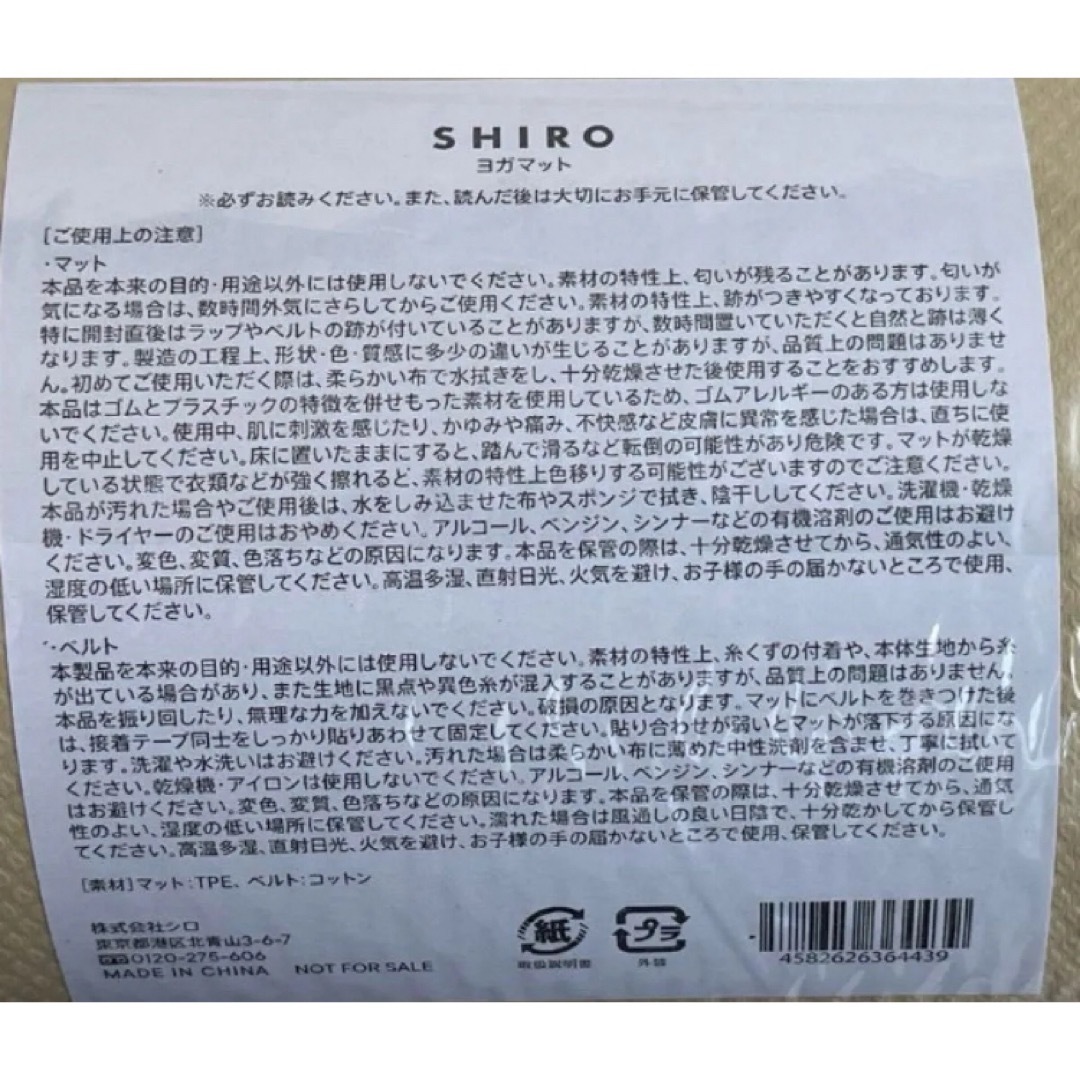 SHIRO
ヨガマット
※必ずお読みください。また、読んだ後は大切にお手元に保管してください。
[ご使用上の注意]
・マット
本品を本来の目的・用途以外には使用しないでください。素材の特性上、匂いが残ることがあります。匂いが
気になる場合は、数時間外気にさらしてからご使用ください。素材の特性上、跡がつきやすくなっております。
特に開封直後はラップやベルトの跡が付いていることがありますが、数時間置いていただくと自然と跡は薄く
なります。製造の工程上、形状・色・質感に多少の違いが生じることがありますが、品質上の問題はありませ
ん。初めてご使用いただく際は、柔らかい布で水拭きをし、十分乾燥させた後使用することをおすすめします。
本品はゴムとプラスチックの特徴を併せもった素材を使用しているため、ゴムアレルギーのある方は使用しな
いでください。使用中、肌に刺激を感じたり、かゆみや痛み、不快感など皮膚に異常を感じた場合は、直ちに使
用を中止してください。床に置いたままにすると、踏んで滑るなど転倒の可能性があり危険です。マットが乾燥
している状態で衣類などが強く擦れると、素材の特性上色移りする可能性がございますのでご注意ください。
本品が汚れた場合やご使用後は、水をしみ込ませた布やスポンジで拭き、陰干ししてください。洗濯機・乾燥
機・ドライヤーのご使用はおやめください。アルコール、ベンジン、シンナーなどの有機溶剤のご使用はお避け
ください。変色、変質、色落ちなどの原因になります。本品を保管の際は、十分乾燥させてから、通気性のよい、
湿度の低い場所に保管してください。高温多湿、直射日光、火気を避け、お子様の手の届かないところで使用、
保管してください。
・ベルト
本製品を本来の目的・用途以外には使用しないでください。素材の特性上、糸くずの付着や、本体生地から糸
が出ている場合があり、また生地に黒点や異色糸が混入することがありますが、品質上の問題はありません。
本品を振り回したり、無理な力を加えないでください。破損の原因となります。マットにベルトを巻きつけた後
は、接着テープ同士をしっかり貼りあわせて固定してください。貼り合わせが弱いとマットが落下する原因にな
ります。洗濯や水洗いはお避けください。汚れた場合は柔らかい布に薄めた中性洗剤を含ませ、丁寧に拭いて
ください。乾燥機・アイロンは使用しないでください。アルコール、ベンジン、シンナーなどの有機溶剤のご使用
はお避けください。変色、変質、色落ちなどの原因になります。本品を保管の際は、十分乾燥させてから、通気
性のよい、湿度の低い場所に保管してください。濡れた場合は風通しの良い日陰で、十分乾かしてから保管し
てください。高温多湿、直射日光、火気を避け、お子様の手の届かないところで使用、保管してください。
[素材]マット:TPE、ベルト:コットン
株式会社シロ
東京都港区北青山3-6-7
0120-275-606
MADE IN CHINA NOT FOR SALE
紙
取扱説明書
プラ
外袋
4582626364439